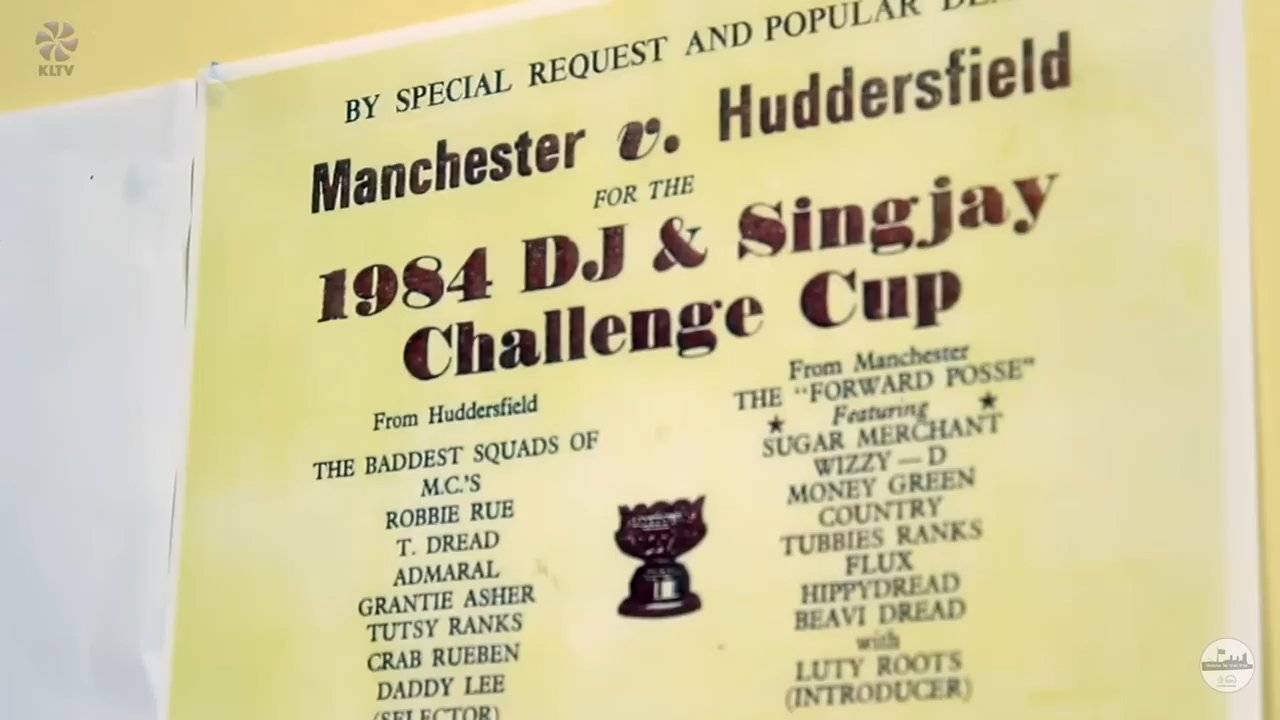 KLTV
BY SPECIAL REQUEST AND POPULAR
Manchester v. Huddersfield
FOR THE
1984 DJ & Singjay
Challenge Cup
From Huddersfield
THE BADDEST SQUADS OF
M.C.'S
ROBBIE RUE
T. DREAD
ADMARAL
GRANTIE ASHER
TUTSY RANKS
CRAB RUEBEN
DADDY LEE
(SELECTOR)
From Manchester
THE "FORWARD POSSE"
Featuring
SUGAR MERCHANT
WIZZY — D
MONEY GREEN
COUNTRY
TUBBIES RANKS
FLUX
HIPPYDREAD
BEAVI DREAD
with
LUTY ROOTS
(INTRODUCER)